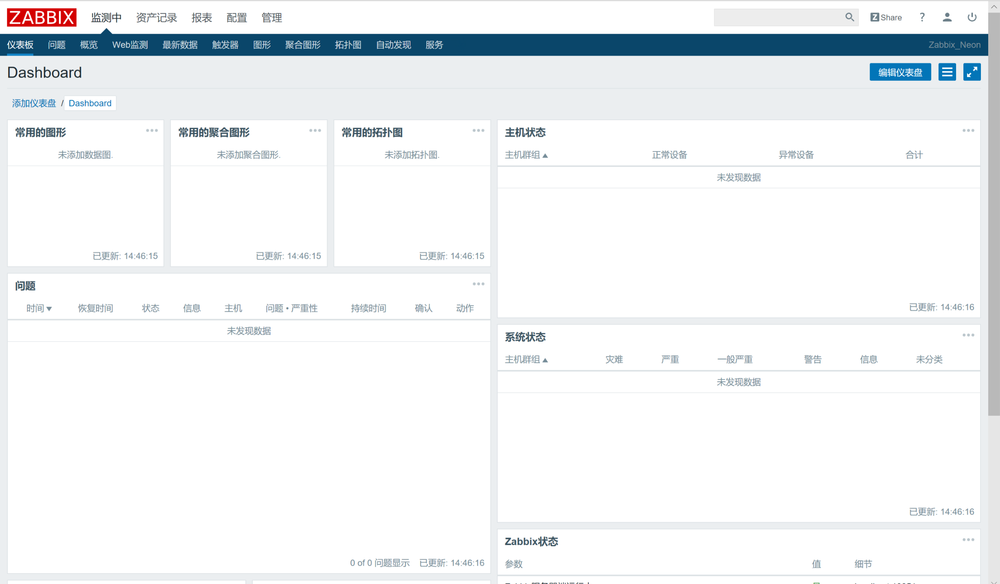 ZABBIX 监测中 资产记录 报表 配置 管理 Z Share ?
仪表板 问题 概览 Web监测 最新数据 触发器 图形 聚合图形 拓扑图 自动发现 服务 Zabbix_Neon
Dashboard 编辑仪表盘
添加仪表盘 / Dashboard
常用的图形
未添加数据图.
已更新: 14:46:15
常用的聚合图形
未添加聚合图形.
已更新: 14:46:15
常用的拓扑图
未添加拓扑图.
已更新: 14:46:15
主机状态
主机群组▲ 正常设备 异常设备 合计
未发现数据
已更新: 14:46:16
问题
时间▼ 恢复时间 状态 信息 主机 问题 • 严重性 持续时间 确认 动作
未发现数据
0 of 0 问题显示 已更新: 14:46:16
系统状态
主机群组▲ 灾难 严重 一般严重 警告 信息 未分类
未发现数据
已更新: 14:46:16
Zabbix状态
参数 值 细节